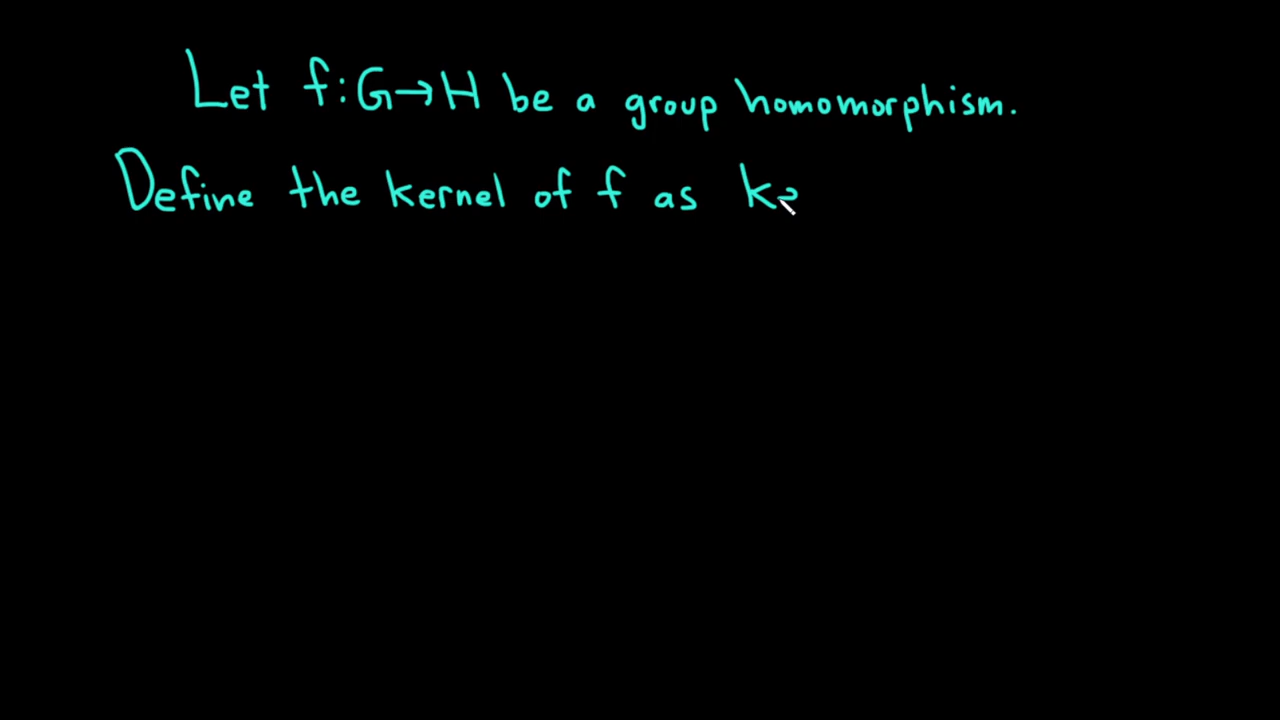 Let f:G→H be a group homomorphism.
Define the kernel of f as k